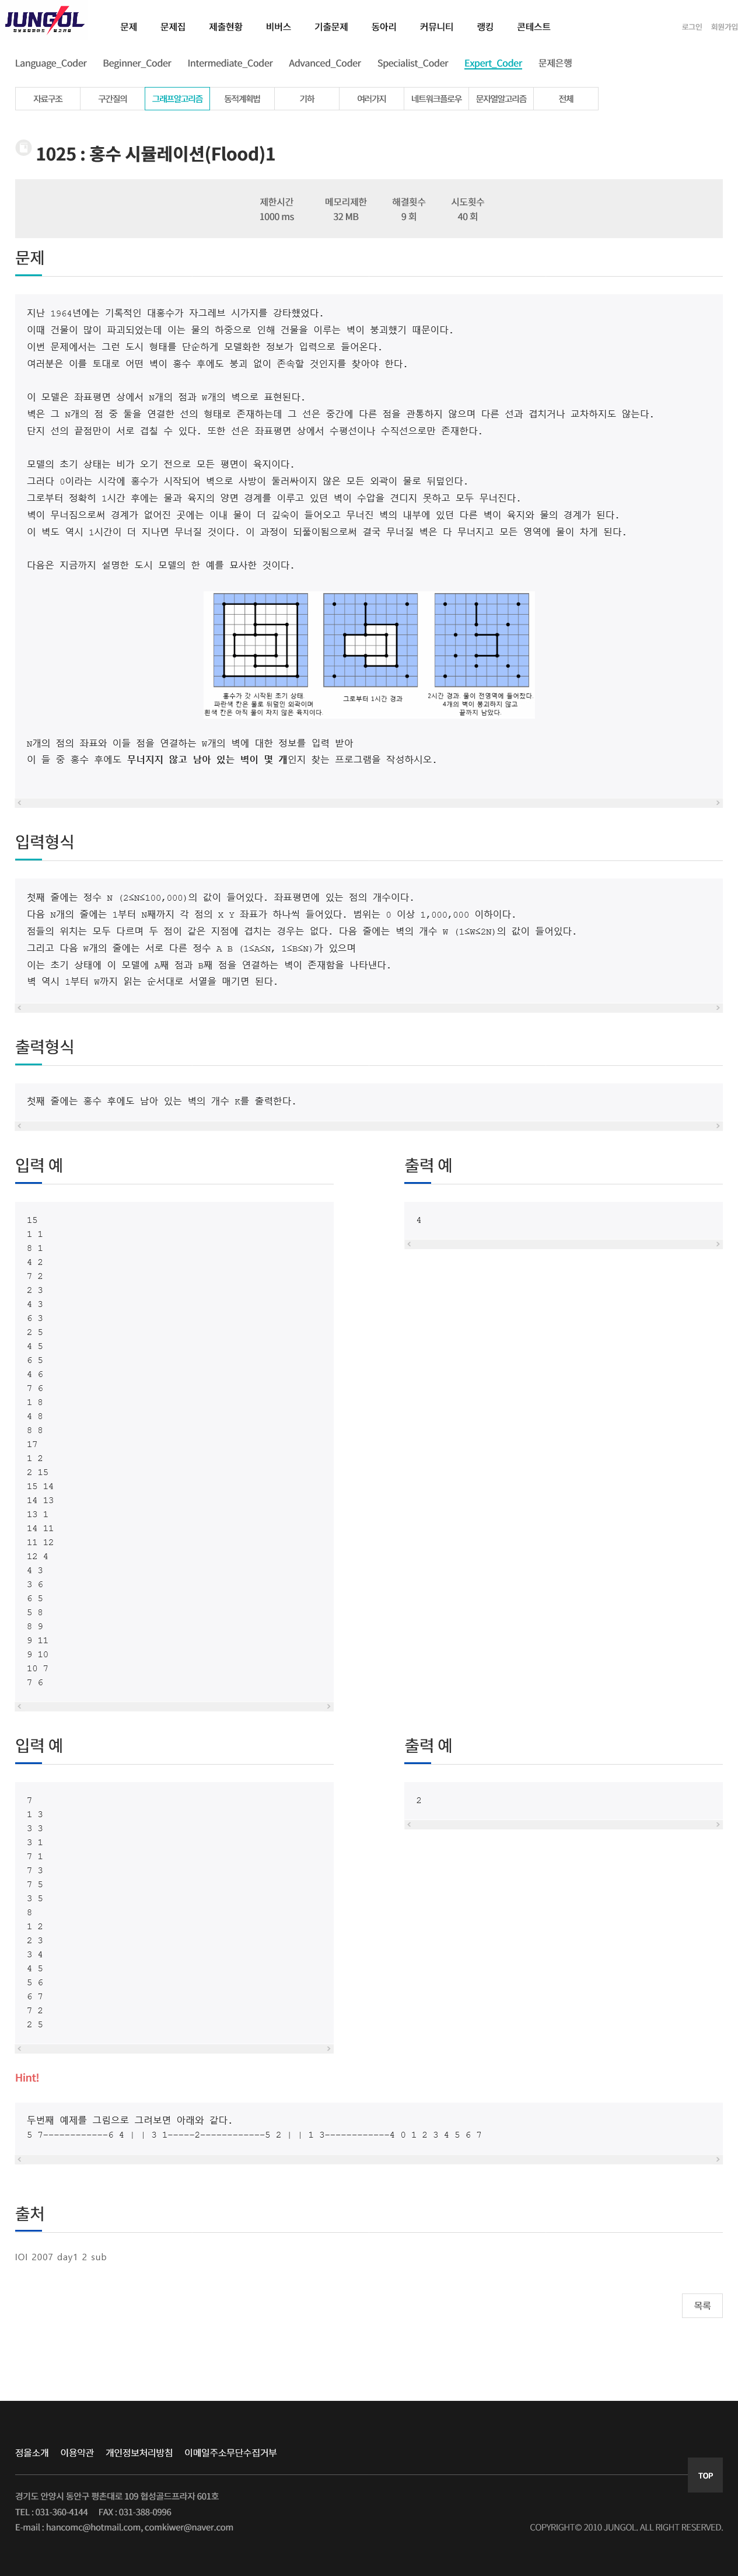 JUNGOL
정보올림피아드 & 알고리즘
문제 문제집 제출현황 비버스 기출문제 동아리 커뮤니티 랭킹 콘테스트
로그인 회원가입
Language_Coder Beginner_Coder Intermediate_Coder Advanced_Coder Specialist_Coder Expert_Coder 문제은행
자료구조 구간질의 그래프알고리즘 동적계획법 기하 여러가지 네트워크플로우 문자열알고리즘 전체
1025 : 홍수 시뮬레이션(Flood)1
제한시간 메모리제한 해결횟수 시도횟수
1000 ms 32 MB 9 회 40 회
문제
지난 1964년에는 기록적인 대홍수가 자그레브 시가지를 강타했었다.
이때 건물이 많이 파괴되었는데 이는 물의 하중으로 인해 건물을 이루는 벽이 붕괴했기 때문이다.
이번 문제에서는 그런 도시 형태를 단순하게 모델화한 정보가 입력으로 들어온다.
여러분은 이를 토대로 어떤 벽이 홍수 후에도 붕괴 없이 존속할 것인지를 찾아야 한다.
이 모델은 좌표평면 상에서 N개의 점과 W개의 벽으로 표현된다.
벽은 그 N개의 점 중 둘을 연결한 선의 형태로 존재하는데 그 선은 중간에 다른 점을 관통하지 않으며 다른 선과 겹치거나 교차하지도 않는다.
단지 선의 끝점만이 서로 겹칠 수 있다. 또한 선은 좌표평면 상에서 수평선이나 수직선으로만 존재한다.
모델의 초기 상태는 비가 오기 전으로 모든 평면이 육지이다.
그러다 0이라는 시각에 홍수가 시작되어 벽으로 사방이 둘러싸이지 않은 모든 외곽이 물로 뒤덮인다.
그로부터 정확히 1시간 후에는 물과 육지의 양면 경계를 이루고 있던 벽이 수압을 견디지 못하고 모두 무너진다.
벽이 무너짐으로써 경계가 없어진 곳에는 이내 물이 더 깊숙이 들어오고 무너진 벽의 내부에 있던 다른 벽이 육지와 물의 경계가 된다.
이 벽도 역시 1시간이 더 지나면 무너질 것이다. 이 과정이 되풀이됨으로써 결국 무너질 벽은 다 무너지고 모든 영역에 물이 차게 된다.
다음은 지금까지 설명한 도시 모델의 한 예를 묘사한 것이다.
홍수가 갓 시작된 초기 상태.
파란색 칸은 물로 뒤덮인 외곽이며
흰색 칸은 아직 물이 차지 않은 육지이다.
그로부터 1시간 경과
2시간 경과. 물이 전영역에 들어찼다.
4개의 벽이 붕괴하지 않고
끝까지 남았다.
N개의 점의 좌표와 이들 점을 연결하는 W개의 벽에 대한 정보를 입력 받아
이 들 중 홍수 후에도 무너지지 않고 남아 있는 벽이 몇 개인지 찾는 프로그램을 작성하시오.
입력형식
첫째 줄에는 정수 N (2≤N≤100,000)의 값이 들어있다. 좌표평면에 있는 점의 개수이다.
다음 N개의 줄에는 1부터 N째까지 각 점의 X Y 좌표가 하나씩 들어있다. 범위는 0 이상 1,000,000 이하이다.
점들의 위치는 모두 다르며 두 점이 같은 지점에 겹치는 경우는 없다. 다음 줄에는 벽의 개수 W (1≤W≤2N)의 값이 들어있다.
그리고 다음 W개의 줄에는 서로 다른 정수 A B (1≤A≤N, 1≤B≤N)가 있으며
이는 초기 상태에 이 모델에 A째 점과 B째 점을 연결하는 벽이 존재함을 나타낸다.
벽 역시 1부터 W까지 읽는 순서대로 서열을 매기면 된다.
출력형식
첫째 줄에는 홍수 후에도 남아 있는 벽의 개수 K를 출력한다.
입력 예
15
1 1
8 1
4 2
7 2
2 3
4 3
6 3
2 5
4 5
6 5
4 6
7 6
1 8
4 8
8 8
17
1 2
2 15
15 14
14 13
13 1
14 11
11 12
12 4
4 3
3 6
6 5
5 8
8 9
9 11
9 10
10 7
7 6
출력 예
4
입력 예
7
1 3
3 3
3 1
7 1
7 3
7 5
3 5
8
1 2
2 3
3 4
4 5
5 6
6 7
7 2
2 5
출력 예
2
Hint!
두번째 예제를 그림으로 그려보면 아래와 같다.
5 7------------6 4 | | 3 1-----2------------5 2 | | 1 3------------4 0 1 2 3 4 5 6 7
출처
IOI 2007 day1 2 sub
목록
정올소개 이용약관 개인정보처리방침 이메일주소무단수집거부
TOP
경기도 안양시 동안구 평촌대로 109 협성골드프라자 601호
TEL : 031-360-4144 FAX : 031-388-0996
E-mail : hancomc@hotmail.com, comkiwer@naver.com
COPYRIGHT© 2010 JUNGOL. ALL RIGHT RESERVED.